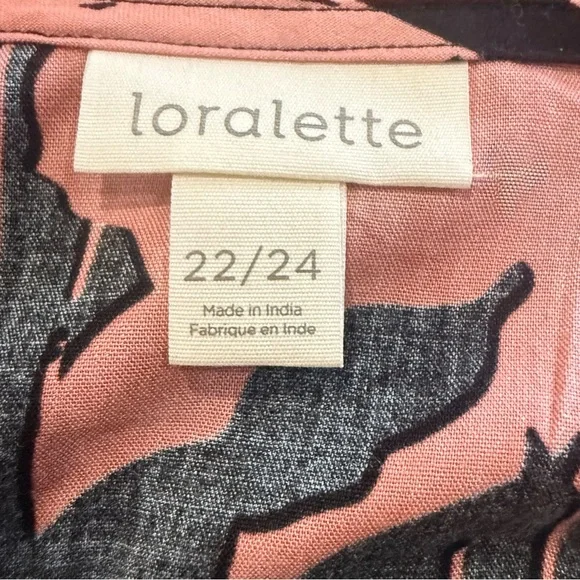 loralette
22/24
Made in India
Fabrique en Inde